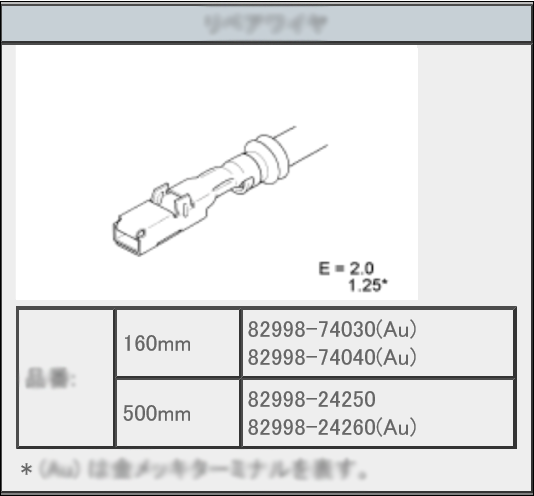 リペアワイヤ
E = 2.0
1.25*
品番:
160mm
82998-74030(Au)
82998-74040(Au)
500mm
82998-24250
82998-24260(Au)
* (Au) は金メッキターミナルを表す。